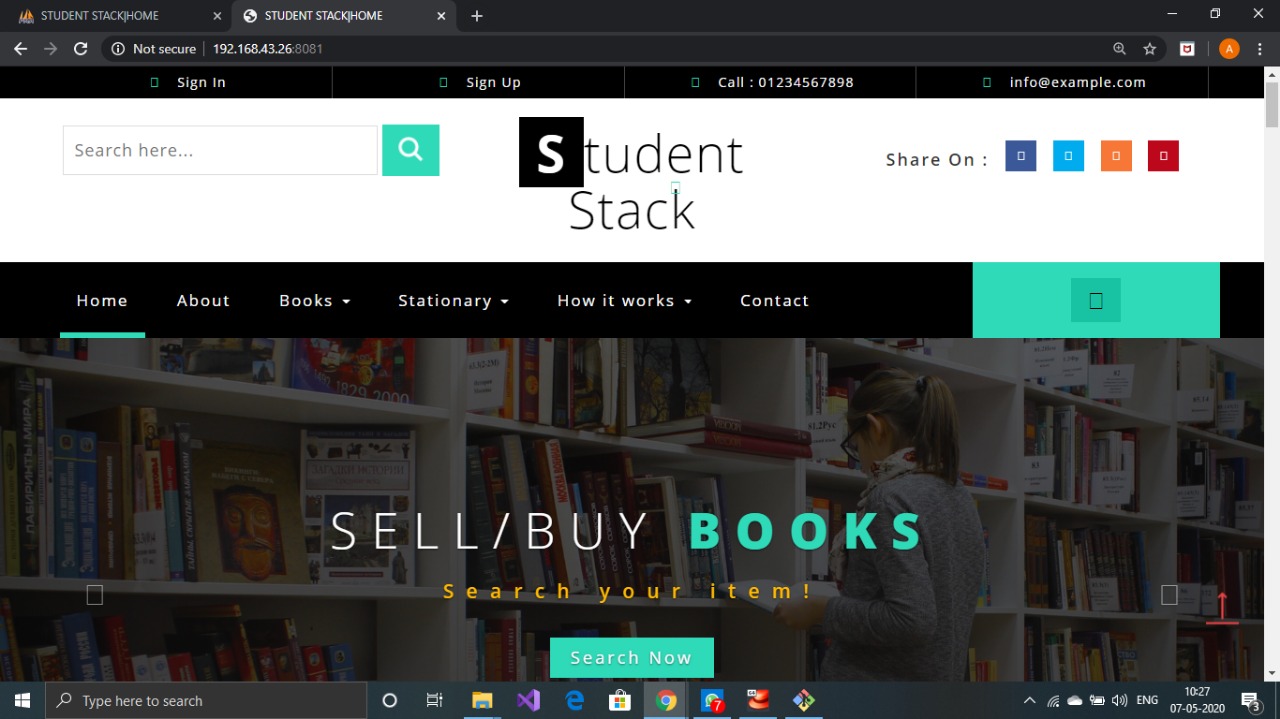 STUDENT STACK|HOME
STUDENT STACK|HOME
Not secure
192.168.43.26:8081
A
Sign In
Sign Up
Call : 01234567898
info@example.com
Search here...
Student
Stack
Share On :
Home
About
Books
Stationary
How it works
Contact
SELL/BUY BOOKS
Search your item!
Search Now
Type here to search
7
ENG
10:27
07-05-2020
3